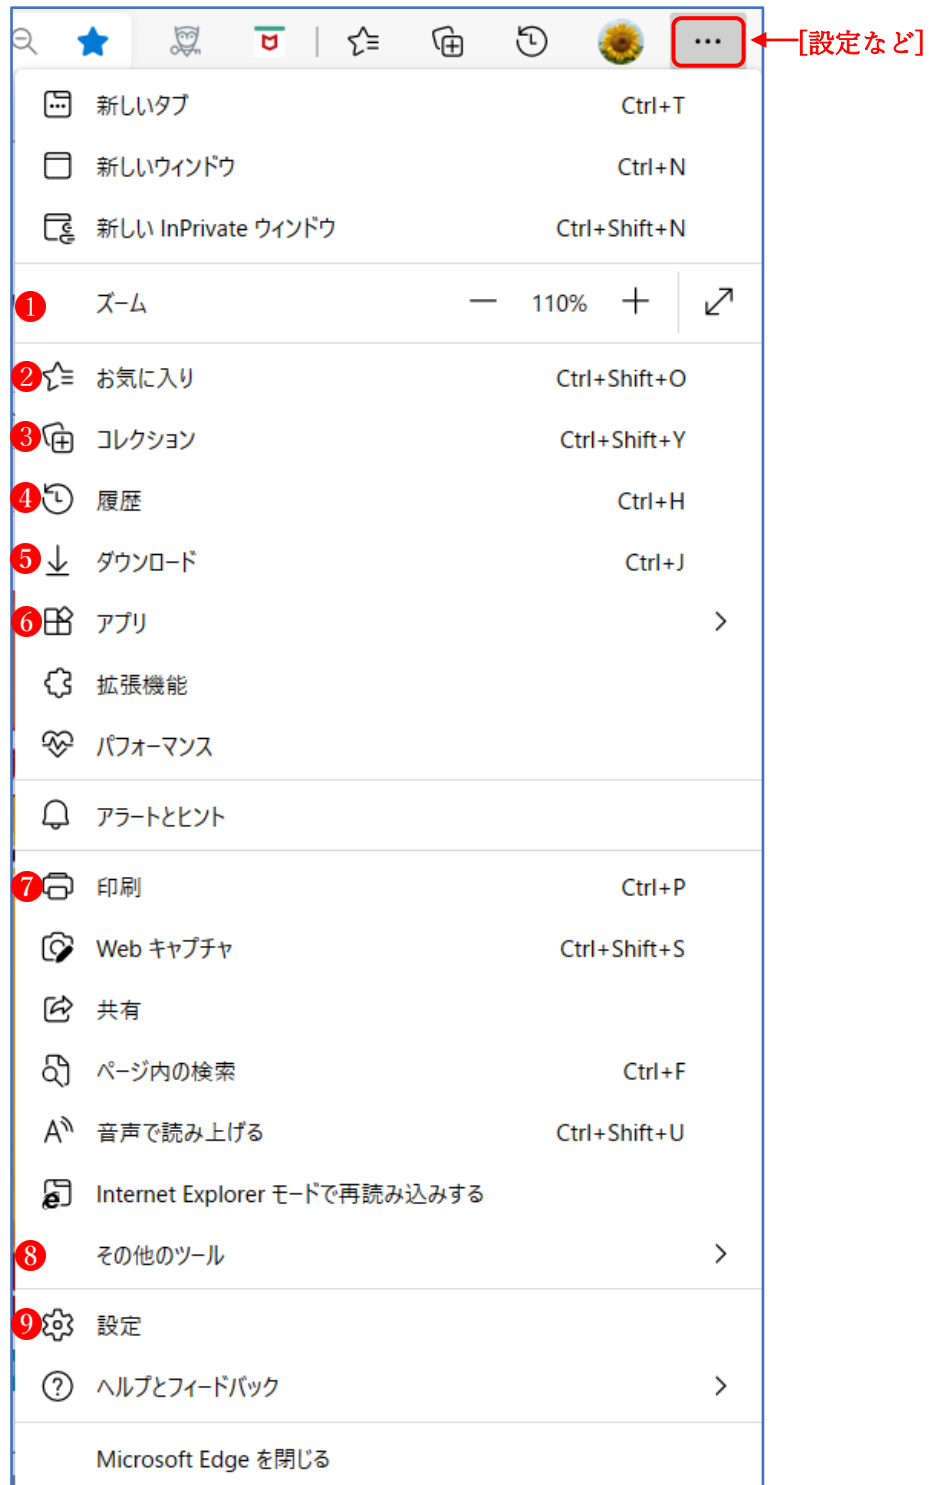 [設定など]
新しいタブ Ctrl+T
新しいウィンドウ Ctrl+N
新しい InPrivate ウィンドウ Ctrl+Shift+N
1 ズーム 110%
2 お気に入り Ctrl+Shift+O
3 コレクション Ctrl+Shift+Y
4 履歴 Ctrl+H
5 ダウンロード Ctrl+J
6 アプリ
拡張機能
パフォーマンス
アラートとヒント
7 印刷 Ctrl+P
Web キャプチャ Ctrl+Shift+S
共有
ページ内の検索 Ctrl+F
音声で読み上げる Ctrl+Shift+U
Internet Explorer モードで再読み込みする
8 その他のツール
9 設定
ヘルプとフィードバック
Microsoft Edge を閉じる